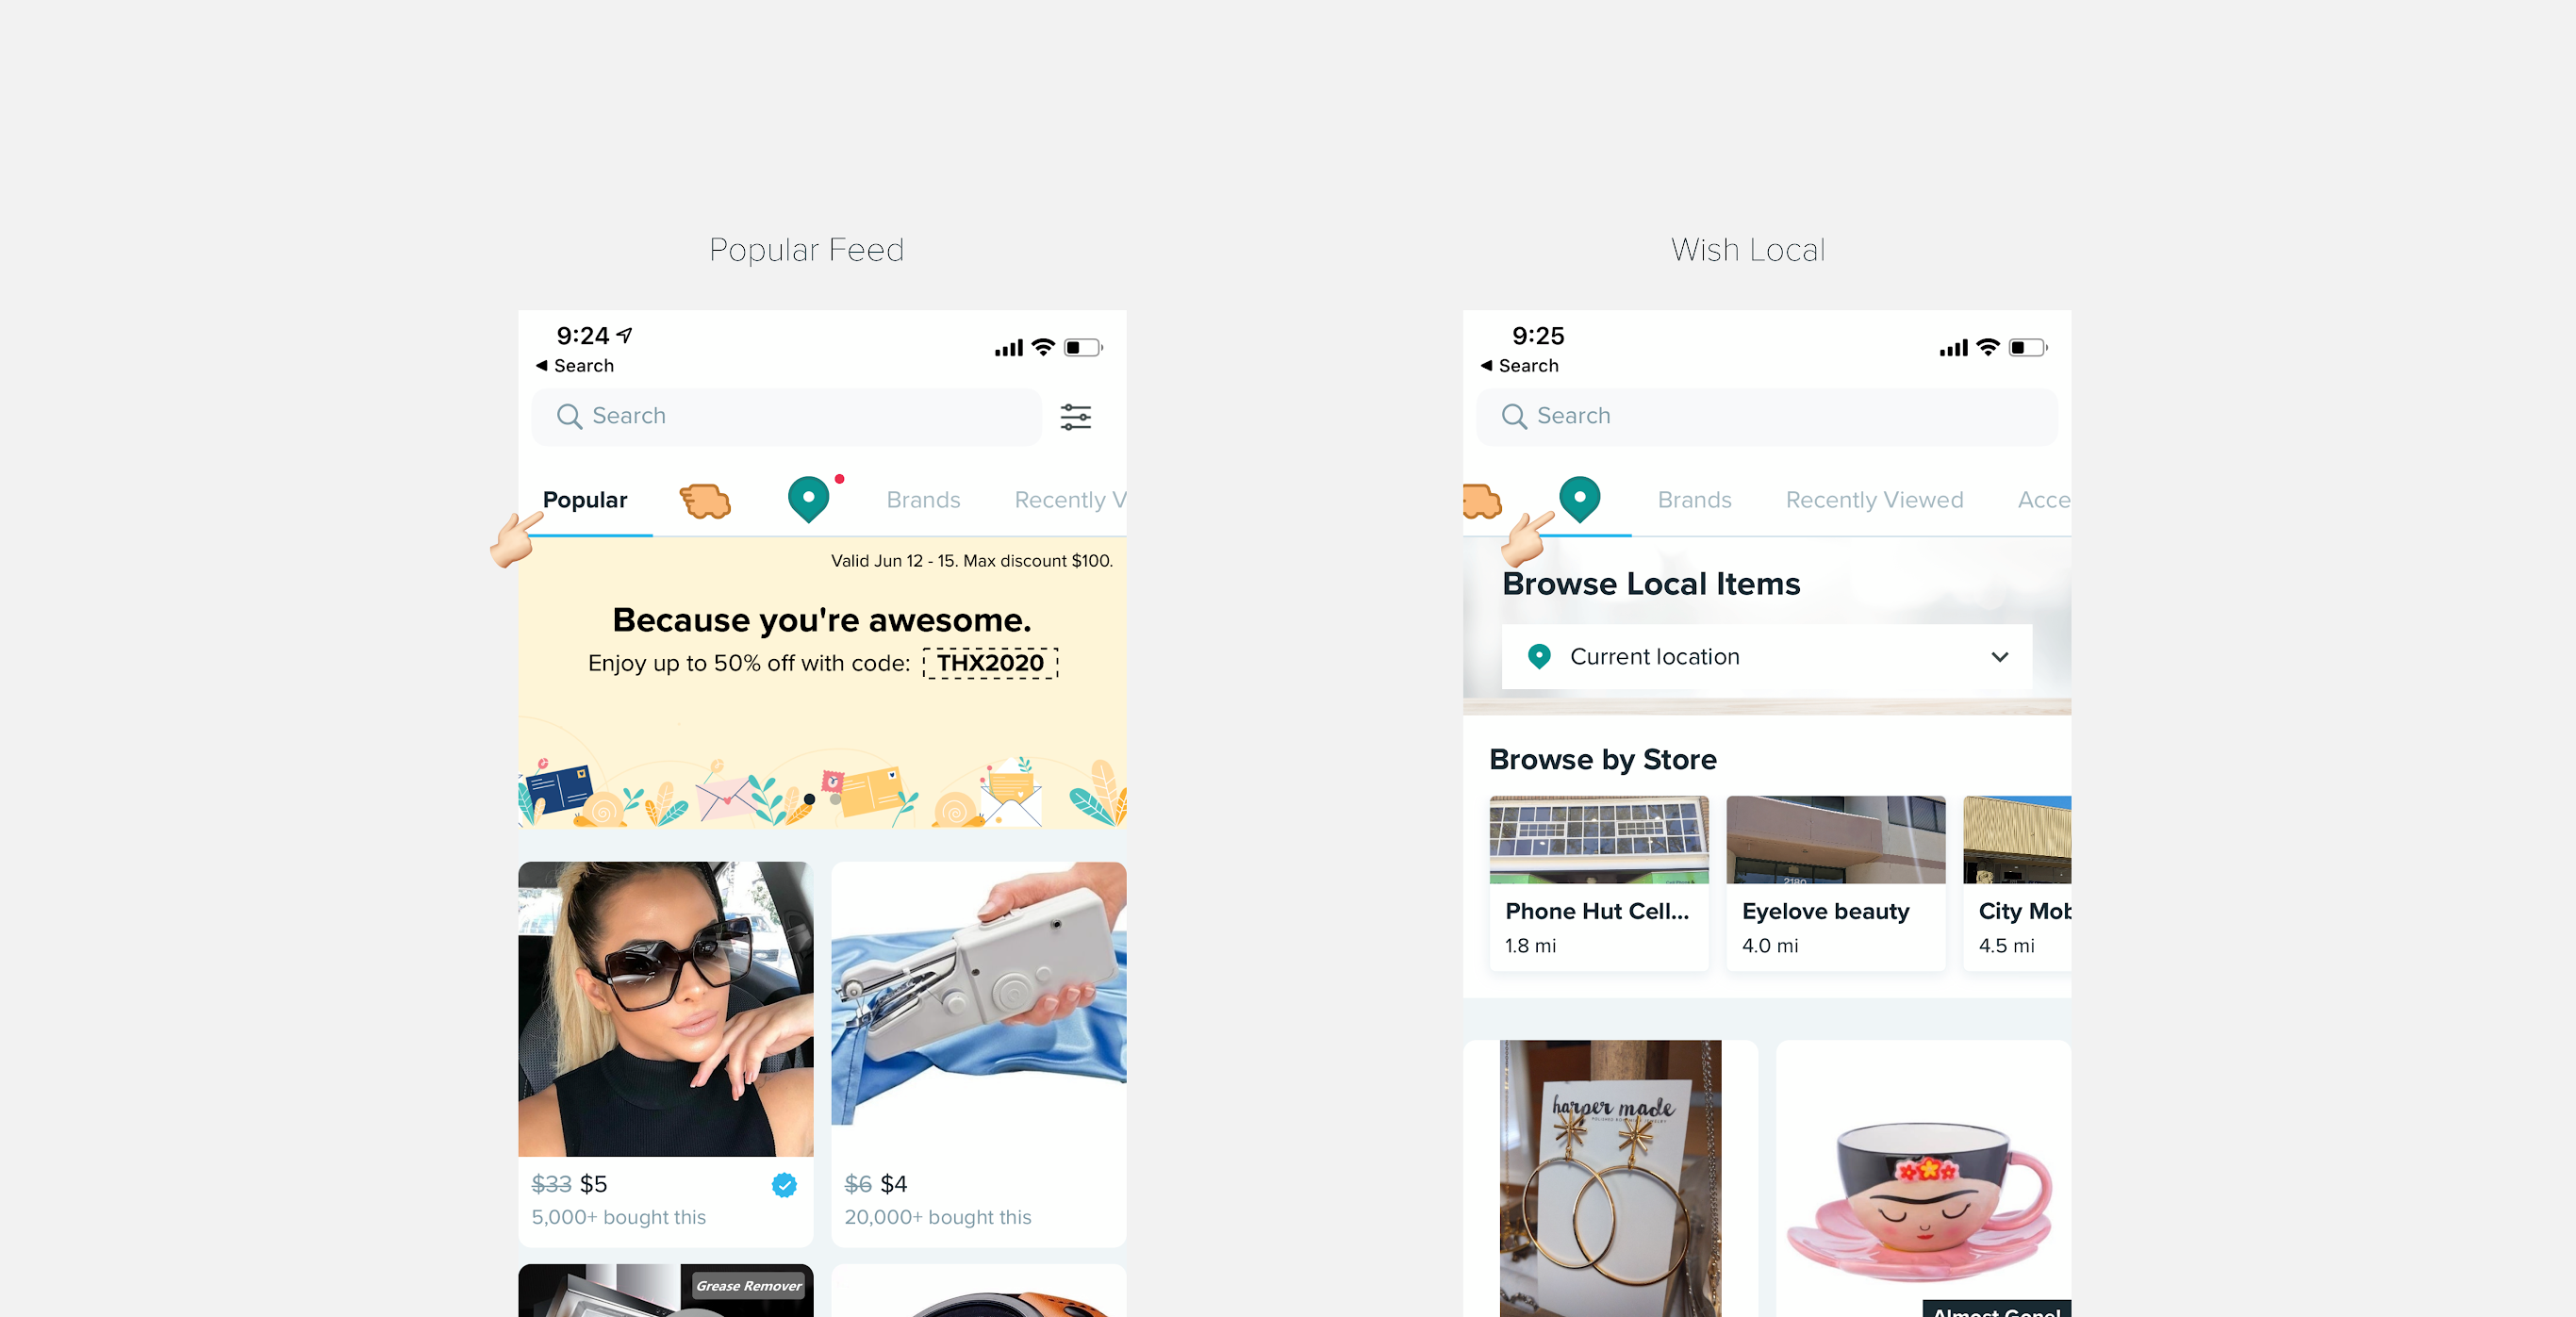 Popular Feed
9:24
Search
Search
Popular
Brands
Recently V
Valid Jun 12 - 15. Max discount $100.
Because you're awesome.
Enjoy up to 50% off with code: THX2020
$33 $5
5,000+ bought this
$6 $4
20,000+ bought this
Grease Remover
Wish Local
9:25
Search
Search
Brands
Recently Viewed
Acce
Browse Local Items
Current location
Browse by Store
2180
Phone Hut Cell...
1.8 mi
Eyelove beauty
4.0 mi
City Mob
4.5 mi
harper made
Almost Gone!